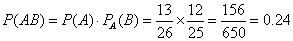 P(AB) = P(A) · P_A(B) = 13/26 × 12/25 = 156/650 = 0.24